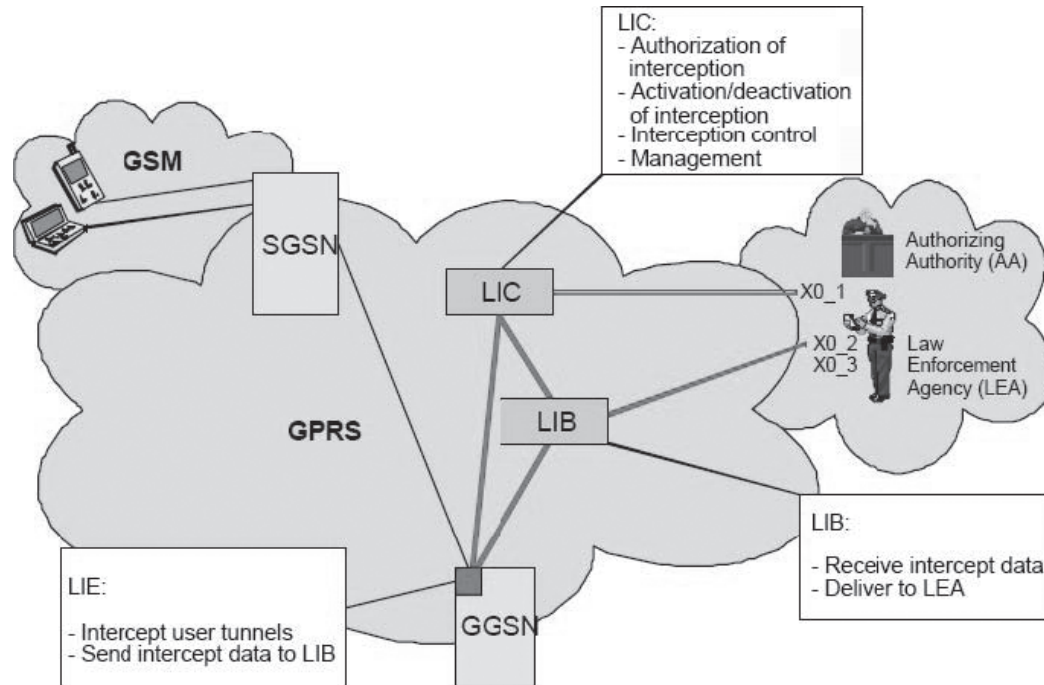 LIC:
- Authorization of
interception
- Activation/deactivation
of interception
- Interception control
- Management
GSM
SGSN
Authorizing
Authority (AA)
LIC
X0_1
X0_2
X0_3
Law
Enforcement
Agency (LEA)
LIB
GPRS
LIB:
- Receive intercept data
- Deliver to LEA
LIE:
- Intercept user tunnels
- Send intercept data to LIB
GGSN